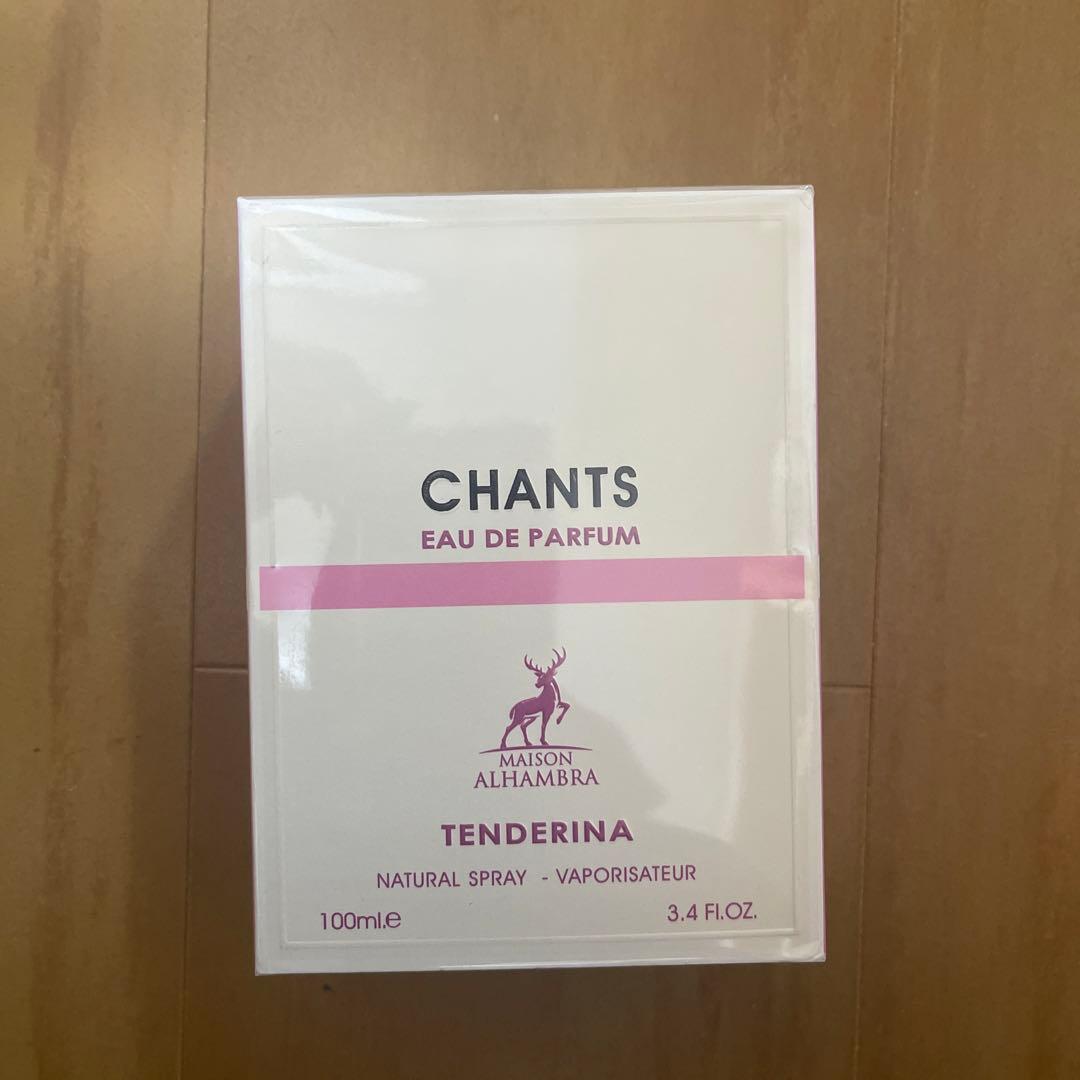 CHANTS
EAU DE PARFUM
MAISON
ALHAMBRA
TENDERINA
NATURAL SPRAY - VAPORISATEUR
100ml.e
3.4 Fl.OZ.